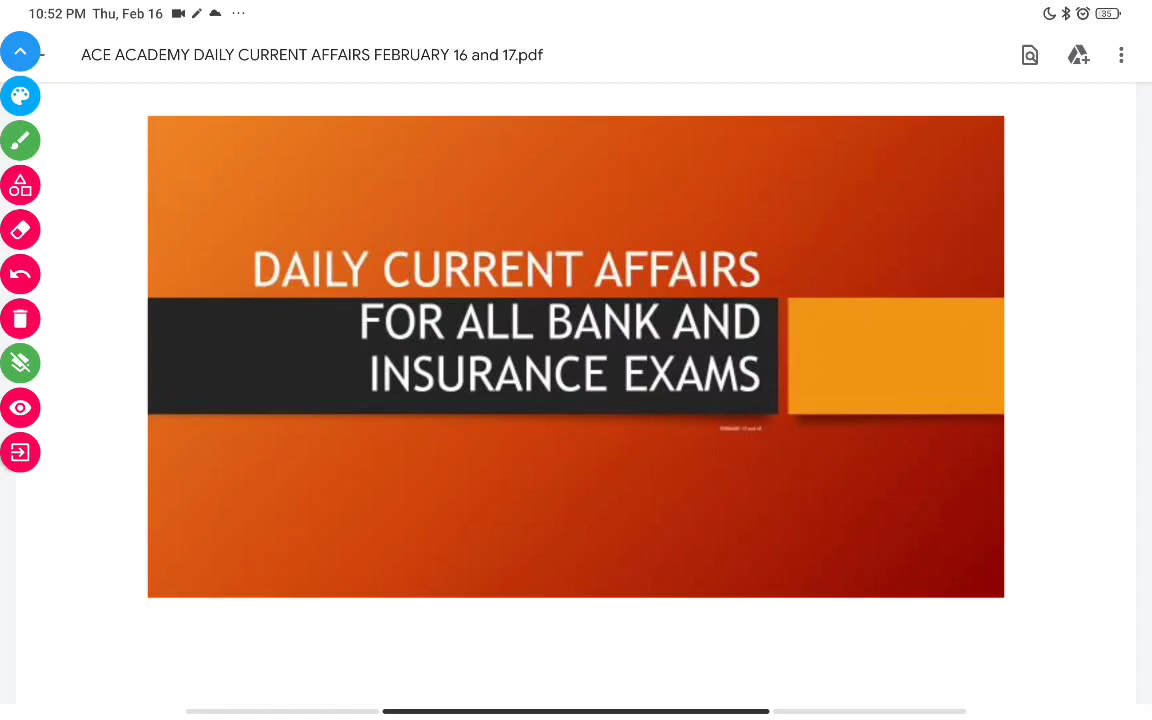 10:52 PM Thu, Feb 16
35
ACE ACADEMY DAILY CURRENT AFFAIRS FEBRUARY 16 and 17.pdf
DAILY CURRENT AFFAIRS
FOR ALL BANK AND
INSURANCE EXAMS